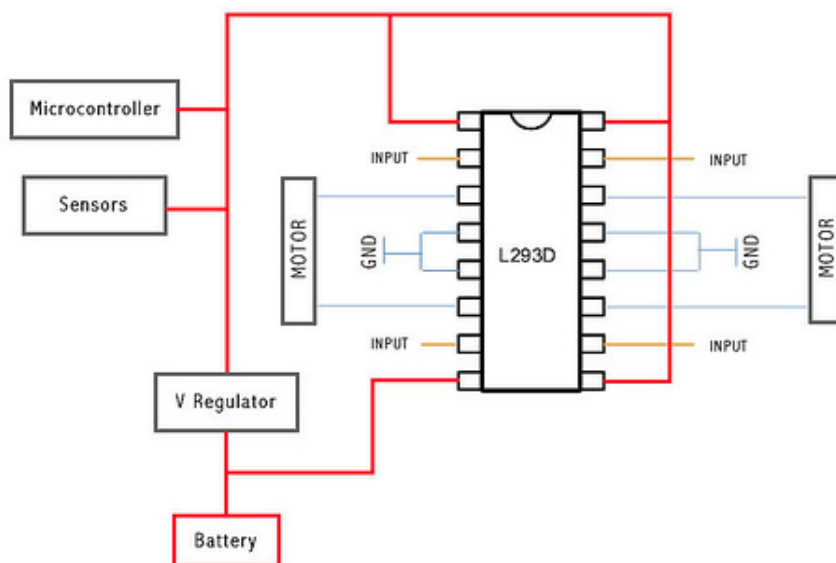 Microcontroller
INPUT
INPUT
Sensors
MOTOR
GND
L293D
GND
MOTOR
INPUT
INPUT
V Regulator
Battery